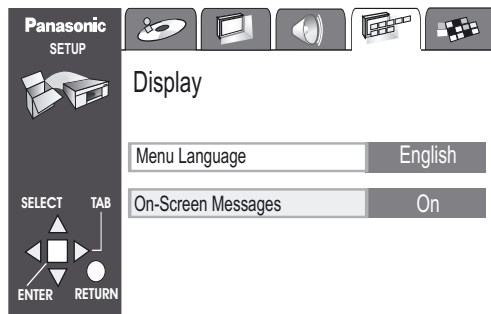 Panasonic
SETUP
Display
Menu Language English
On-Screen Messages On
SELECT TAB
ENTER RETURN